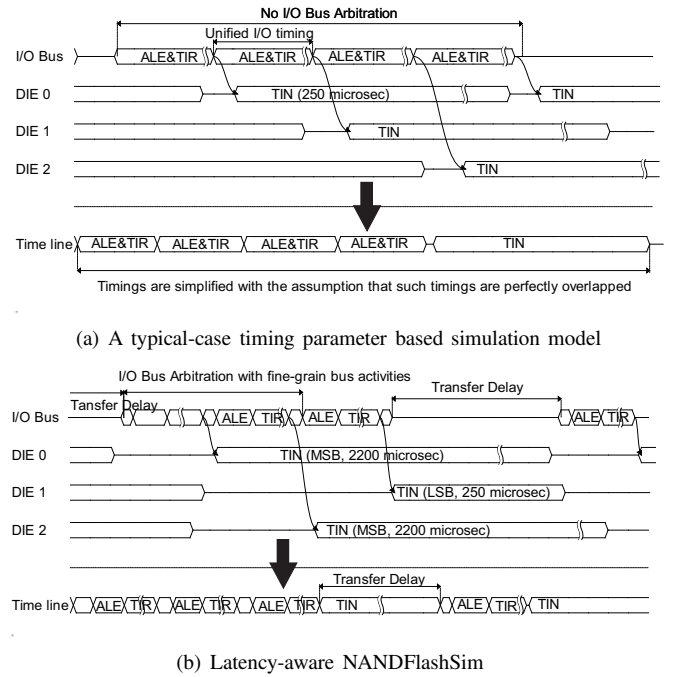 No I/O Bus Arbitration
Unified I/O timing
I/O Bus ALE&TIR ALE&TIR ALE&TIR ALE&TIR
DIE 0 TIN (250 microsec) TIN
DIE 1 TIN
DIE 2 TIN
Time line ALE&TIR ALE&TIR ALE&TIR ALE&TIR TIN
Timings are simplified with the assumption that such timings are perfectly overlapped
(a) A typical-case timing parameter based simulation model
I/O Bus Arbitration with fine-grain bus activities
Tansfer Delay Transfer Delay
I/O Bus ALE TIR ALE TIR ALE TIR
DIE 0 TIN (MSB, 2200 microsec)
DIE 1 TIN (LSB, 250 microsec)
DIE 2 TIN (MSB, 2200 microsec)
Transfer Delay
Time line ALE TIR ALE TIR ALE TIR TIN ALE TIR TIN
(b) Latency-aware NANDFlashSim